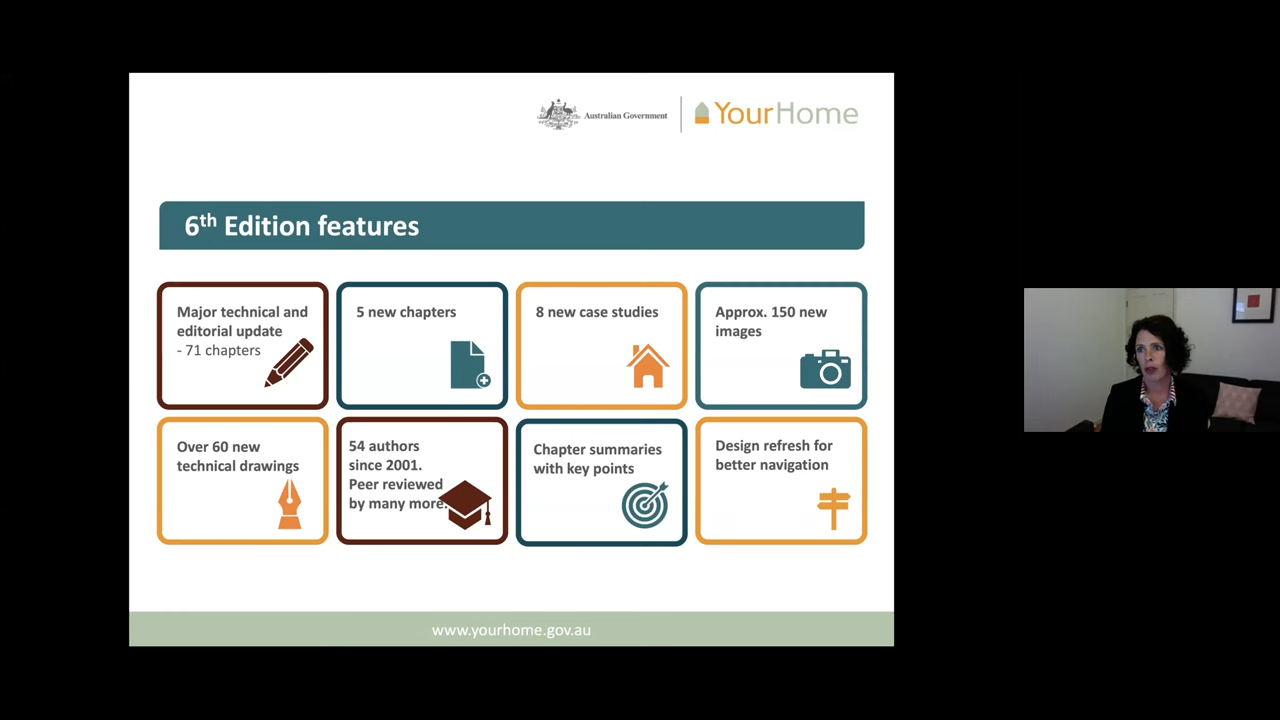 Australian Government
YourHome
6th Edition features
Major technical and
editorial update
- 71 chapters
5 new chapters
8 new case studies
Approx. 150 new
images
Over 60 new
technical drawings
54 authors
since 2001.
Peer reviewed
by many more.
Chapter summaries
with key points
Design refresh for
better navigation
www.yourhome.gov.au